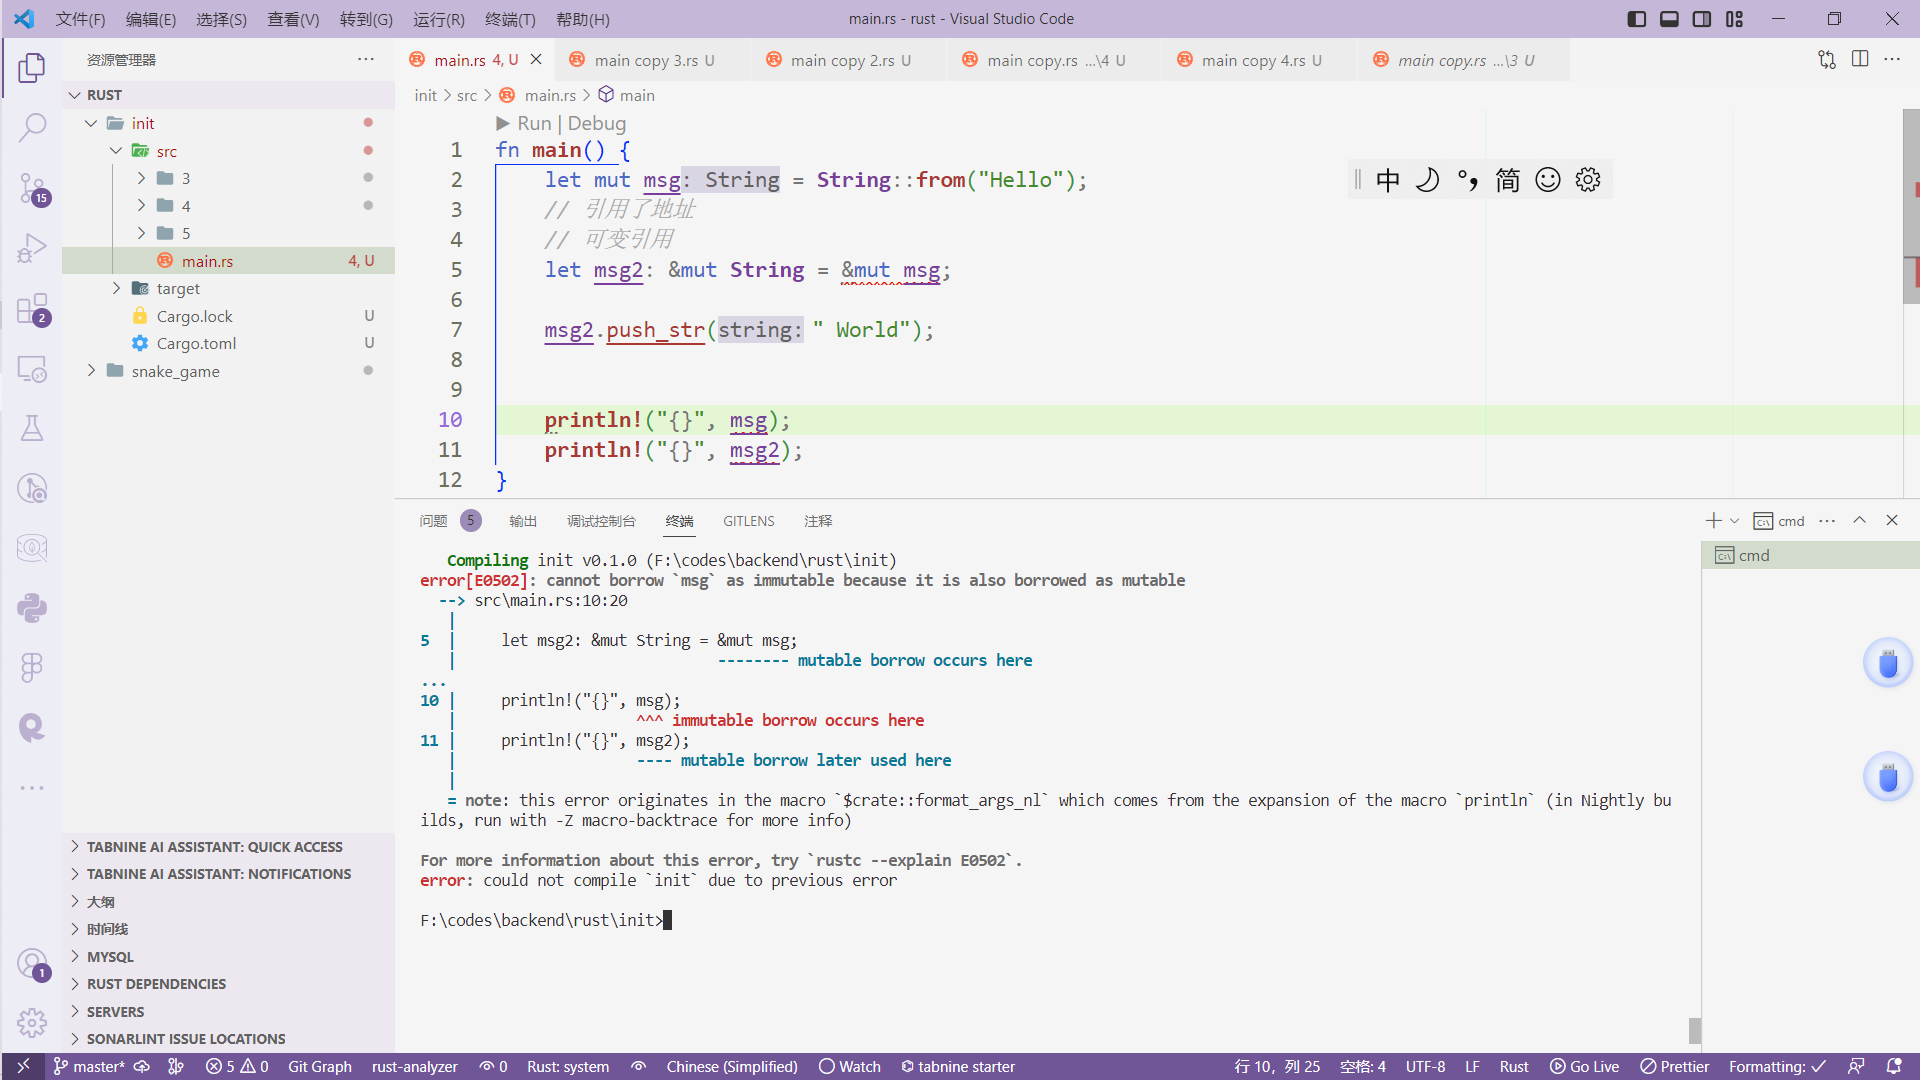 文件(F) 编辑(E) 选择(S) 查看(V) 转到(G) 运行(R) 终端(T) 帮助(H)
main.rs - rust - Visual Studio Code
资源管理器
RUST
init
src
3
4
5
main.rs 4, U
target
Cargo.lock U
Cargo.toml U
snake_game
15
2
1
TABNINE AI ASSISTANT: QUICK ACCESS
TABNINE AI ASSISTANT: NOTIFICATIONS
大纲
时间线
MYSQL
RUST DEPENDENCIES
SERVERS
SONARLINT ISSUE LOCATIONS
main.rs 4, U main copy 3.rs U main copy 2.rs U main copy.rs ...\4 U main copy 4.rs U main copy.rs ...\3 U
init > src > main.rs > main
Run | Debug
1 fn main() {
2 let mut msg: String = String::from("Hello");
3 // 引用了地址
4 // 可变引用
5 let msg2: &mut String = &mut msg;
6
7 msg2.push_str(string: " World");
8
9
10 println!("{}", msg);
11 println!("{}", msg2);
12 }
中 °, 简
问题 5 输出 调试控制台 终端 GITLENS 注释
cmd
cmd
Compiling init v0.1.0 (F:\codes\backend\rust\init)
error[E0502]: cannot borrow `msg` as immutable because it is also borrowed as mutable
--> src\main.rs:10:20
|
5 | let msg2: &mut String = &mut msg;
| -------- mutable borrow occurs here
...
10 | println!("{}", msg);
| ^^^ immutable borrow occurs here
11 | println!("{}", msg2);
| ---- mutable borrow later used here
|
= note: this error originates in the macro `$crate::format_args_nl` which comes from the expansion of the macro `println` (in Nightly bu
ilds, run with -Z macro-backtrace for more info)
For more information about this error, try `rustc --explain E0502`.
error: could not compile `init` due to previous error
F:\codes\backend\rust\init>
master* 5 0 Git Graph rust-analyzer 0 Rust: system Chinese (Simplified) Watch tabnine starter 行 10，列 25 空格: 4 UTF-8 LF Rust Go Live Prettier Formatting: